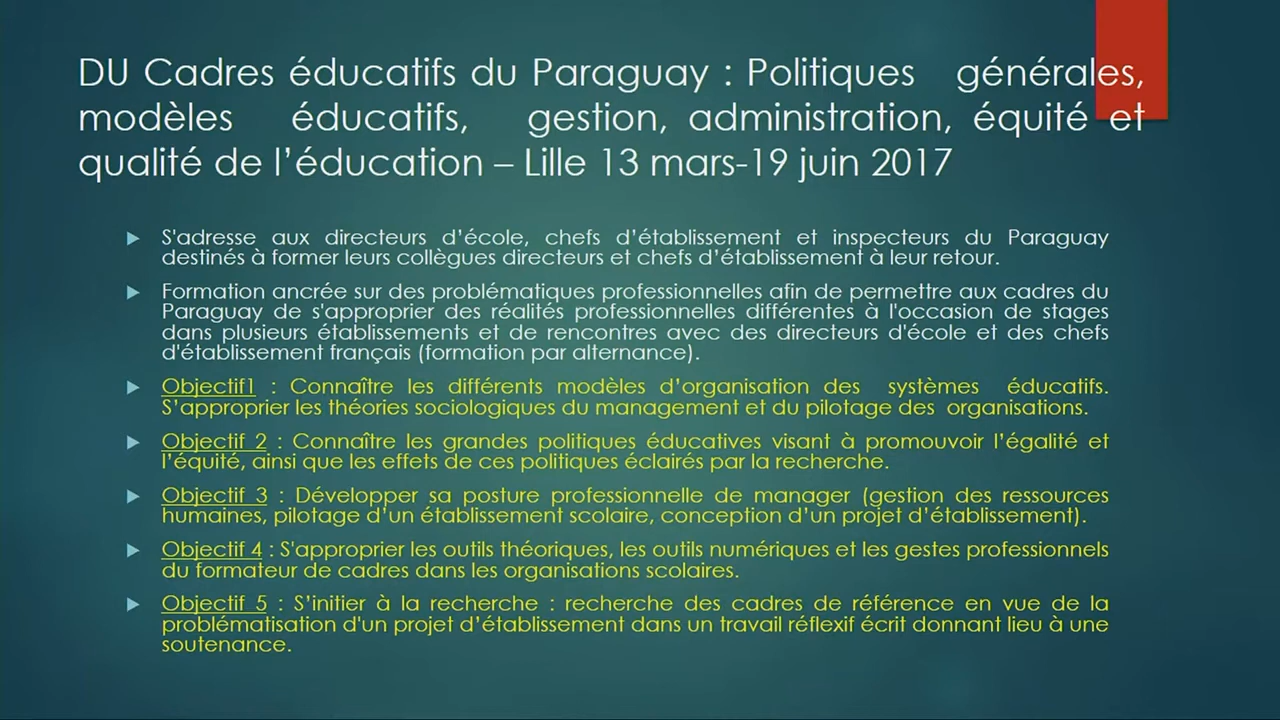 DU Cadres éducatifs du Paraguay : Politiques générales,
modèles éducatifs, gestion, administration, équité et
qualité de l’éducation – Lille 13 mars-19 juin 2017
S'adresse aux directeurs d’école, chefs d’établissement et inspecteurs du Paraguay
destinés à former leurs collègues directeurs et chefs d’établissement à leur retour.
Formation ancrée sur des problématiques professionnelles afin de permettre aux cadres du
Paraguay de s'approprier des réalités professionnelles différentes à l'occasion de stages
dans plusieurs établissements et de rencontres avec des directeurs d'école et des chefs
d'établissement français (formation par alternance).
Objectif1 : Connaître les différents modèles d’organisation des systèmes éducatifs.
S’approprier les théories sociologiques du management et du pilotage des organisations.
Objectif 2 : Connaître les grandes politiques éducatives visant à promouvoir l’égalité et
l’équité, ainsi que les effets de ces politiques éclairés par la recherche.
Objectif 3 : Développer sa posture professionnelle de manager (gestion des ressources
humaines, pilotage d’un établissement scolaire, conception d’un projet d’établissement).
Objectif 4 : S'approprier les outils théoriques, les outils numériques et les gestes professionnels
du formateur de cadres dans les organisations scolaires.
Objectif 5 : S’initier à la recherche : recherche des cadres de référence en vue de la
problématisation d'un projet d’établissement dans un travail réflexif écrit donnant lieu à une
soutenance.